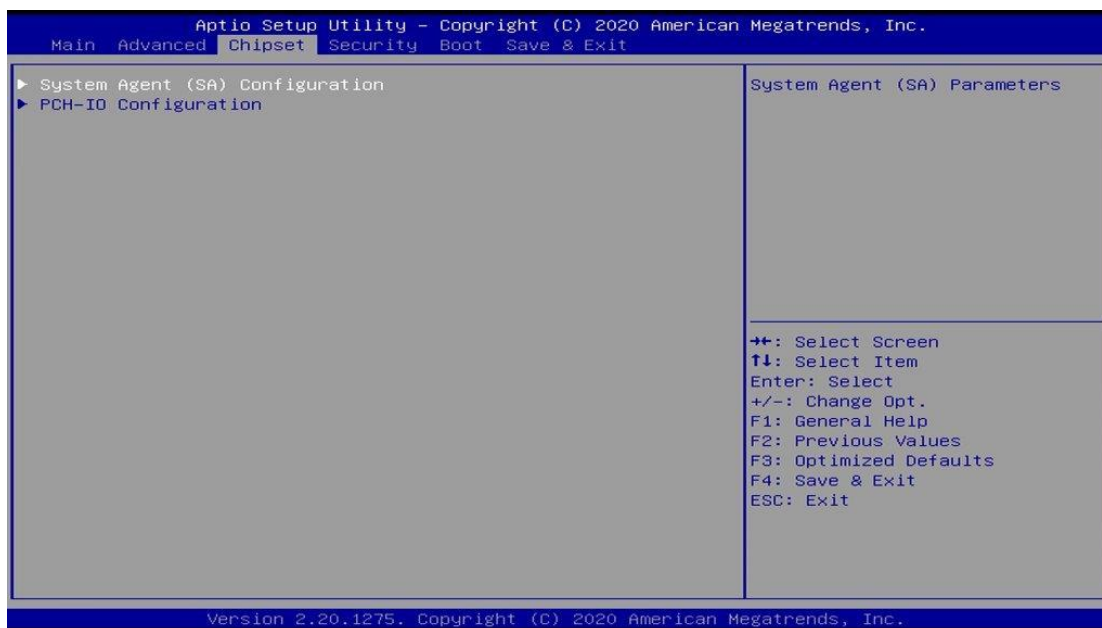 Aptio Setup Utility – Copyright (C) 2020 American Megatrends, Inc.
Main Advanced Chipset Security Boot Save & Exit
▶ System Agent (SA) Configuration
▶ PCH-IO Configuration
System Agent (SA) Parameters
→←: Select Screen
↑↓: Select Item
Enter: Select
+/-: Change Opt.
F1: General Help
F2: Previous Values
F3: Optimized Defaults
F4: Save & Exit
ESC: Exit
Version 2.20.1275. Copyright (C) 2020 American Megatrends, Inc.